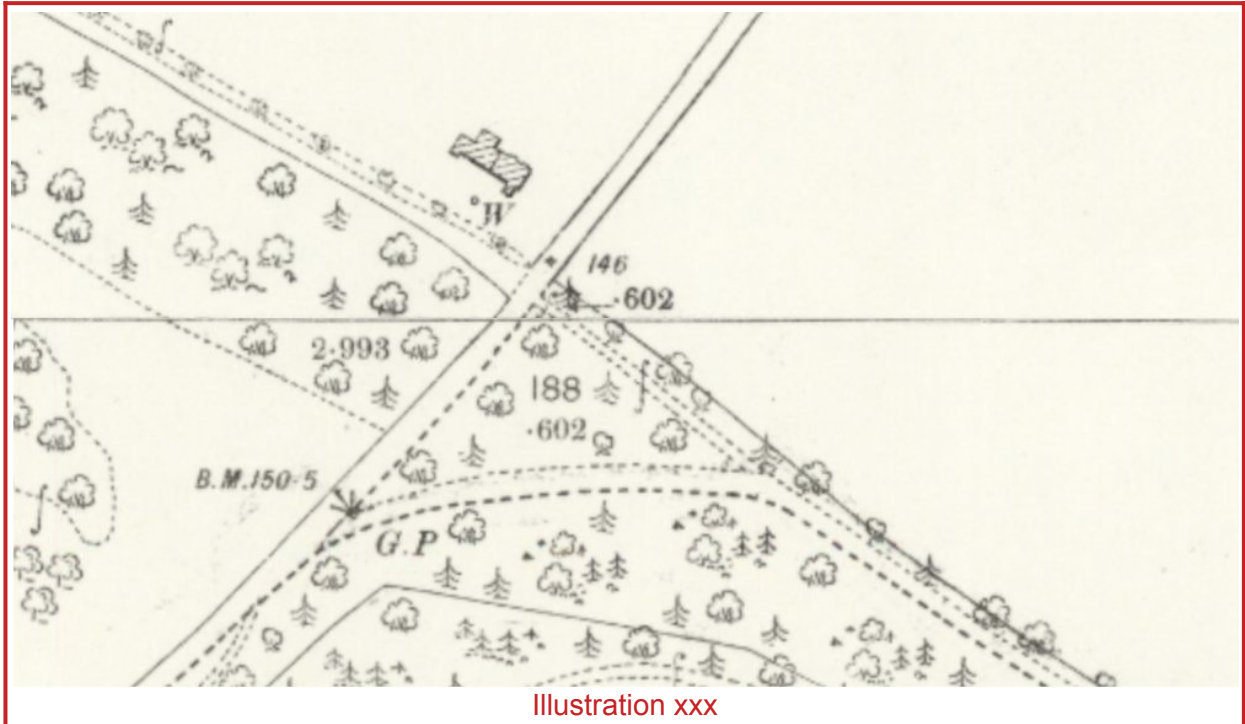 W
146
.602
2.993
188
.602
B.M.150.5
G.P
Illustration xxx